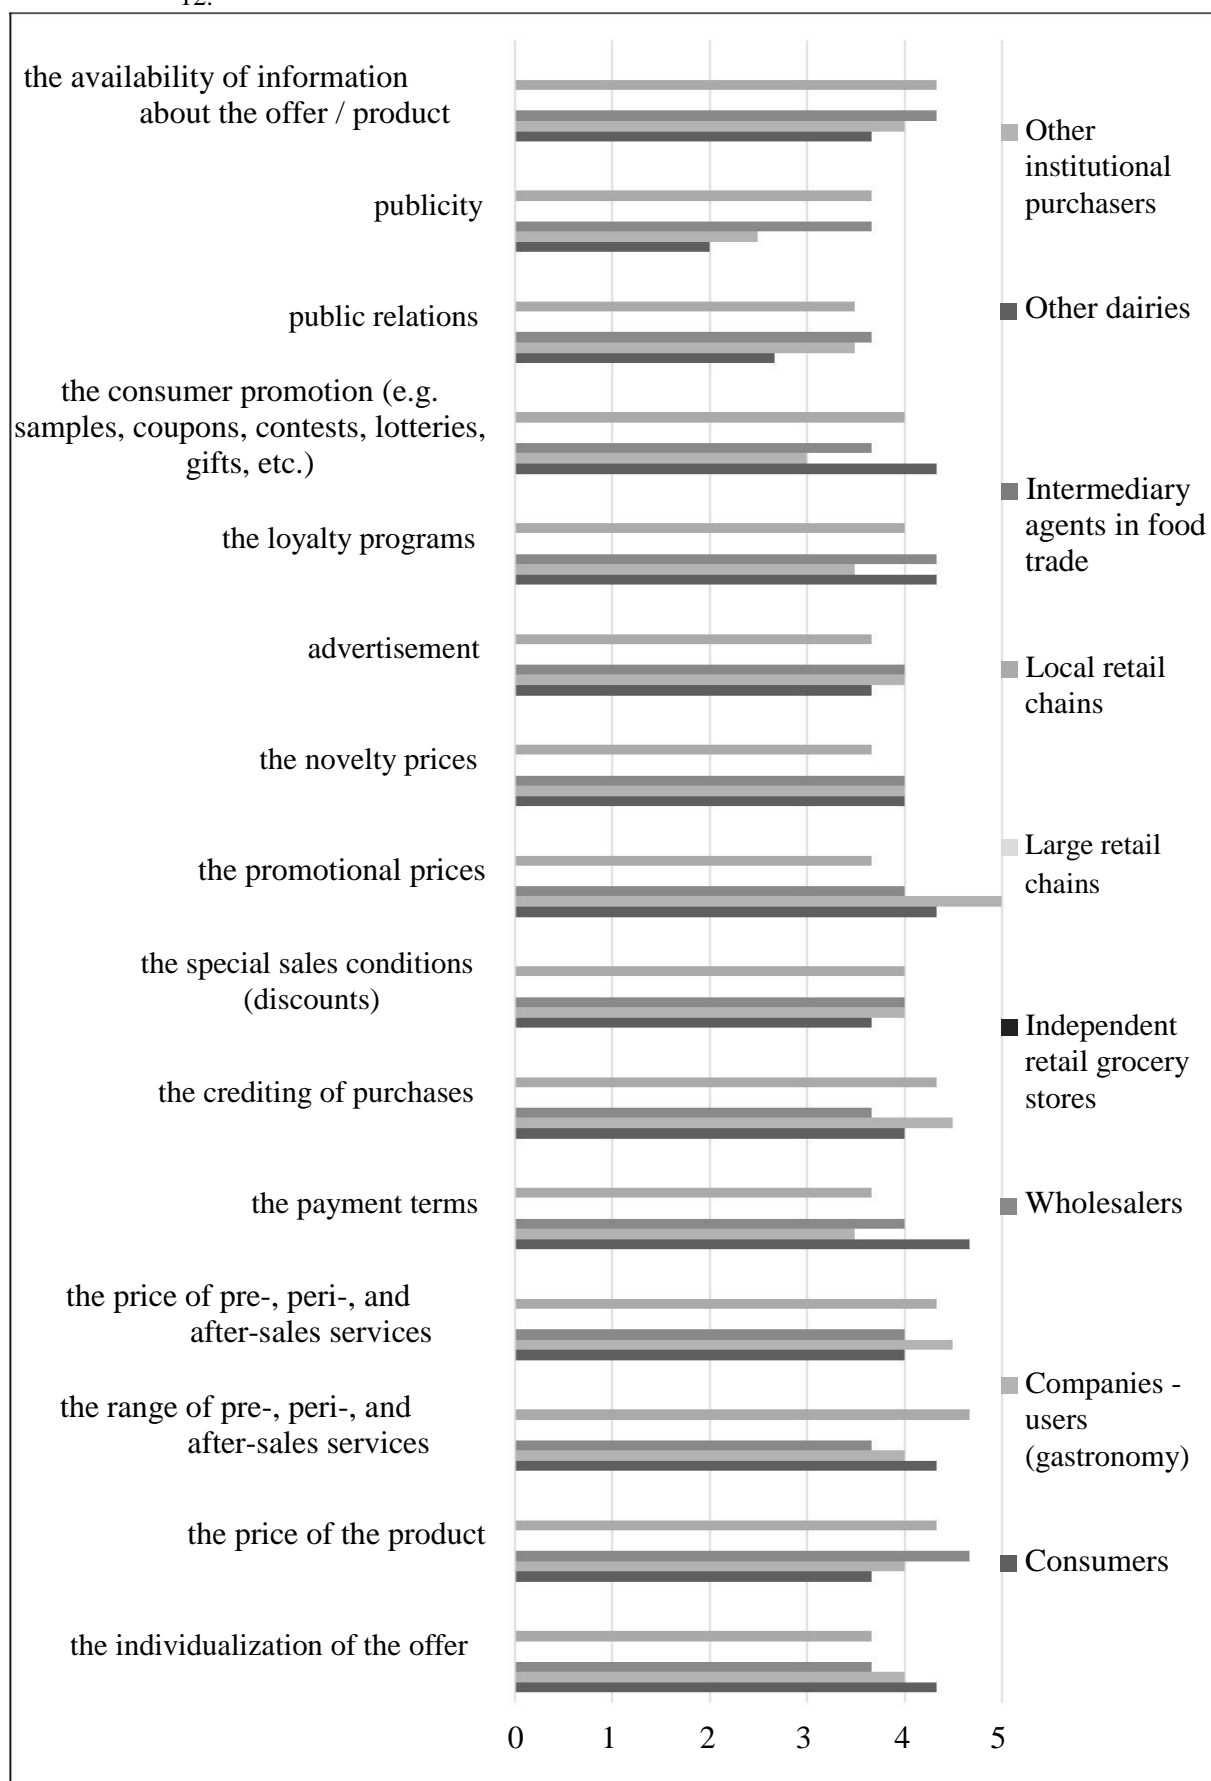 12.
the availability of information
about the offer / product
publicity
public relations
the consumer promotion (e.g.
samples, coupons, contests, lotteries,
gifts, etc.)
the loyalty programs
advertisement
the novelty prices
the promotional prices
the special sales conditions
(discounts)
the crediting of purchases
the payment terms
the price of pre-, peri-, and
after-sales services
the range of pre-, peri-, and
after-sales services
the price of the product
the individualization of the offer
0 1 2 3 4 5
Other
institutional
purchasers
Other dairies
Intermediary
agents in food
trade
Local retail
chains
Large retail
chains
Independent
retail grocery
stores
Wholesalers
Companies -
users
(gastronomy)
Consumers